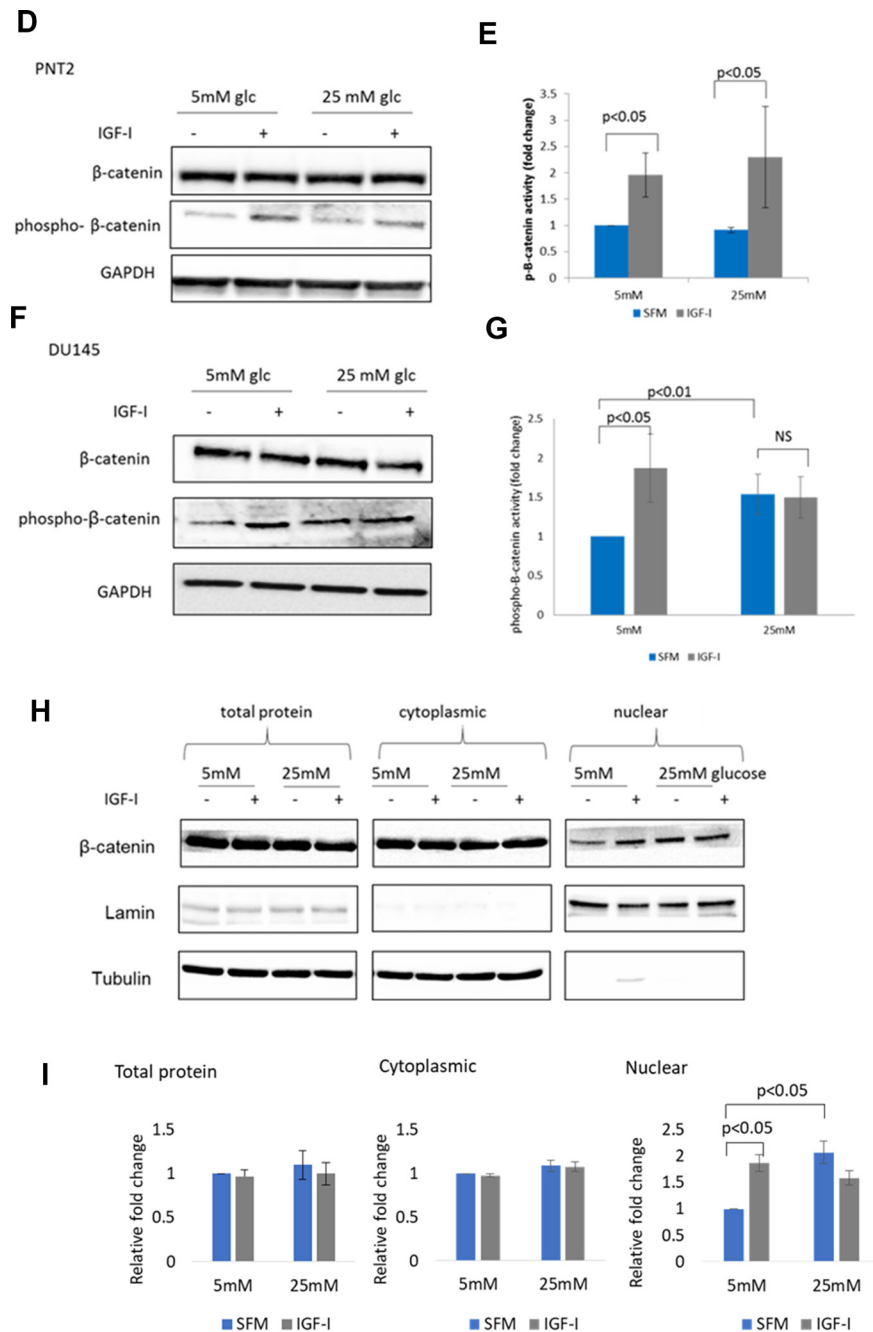 D
PNT2
5mM glc 25 mM glc
IGF-I - + - +
β-catenin
phospho- β-catenin
GAPDH
E
p<0.05
p<0.05
p-B-catenin activity (fold change)
3.5
3
2.5
2
1.5
1
0.5
0
5mM 25mM
SFM IGF-I
F
DU145
5mM glc 25 mM glc
IGF-I - + - +
β-catenin
phospho-β-catenin
GAPDH
G
p<0.01
p<0.05
NS
phospho-B-catenin activity (fold change)
2.5
2
1.5
1
0.5
0
5mM 25mM
SFM IGF-I
H
total protein cytoplasmic nuclear
5mM 25mM 5mM 25mM 5mM 25mM glucose
IGF-I - + - + - + - + - + - +
β-catenin
Lamin
Tubulin
I
Total protein
Relative fold change
1.5
1
0.5
0
5mM 25mM
SFM IGF-I
Cytoplasmic
Relative fold change
1.5
1
0.5
0
5mM 25mM
SFM IGF-I
Nuclear
p<0.05
p<0.05
Relative fold change
2.5
2
1.5
1
0.5
0
5mM 25mM
SFM IGF-I